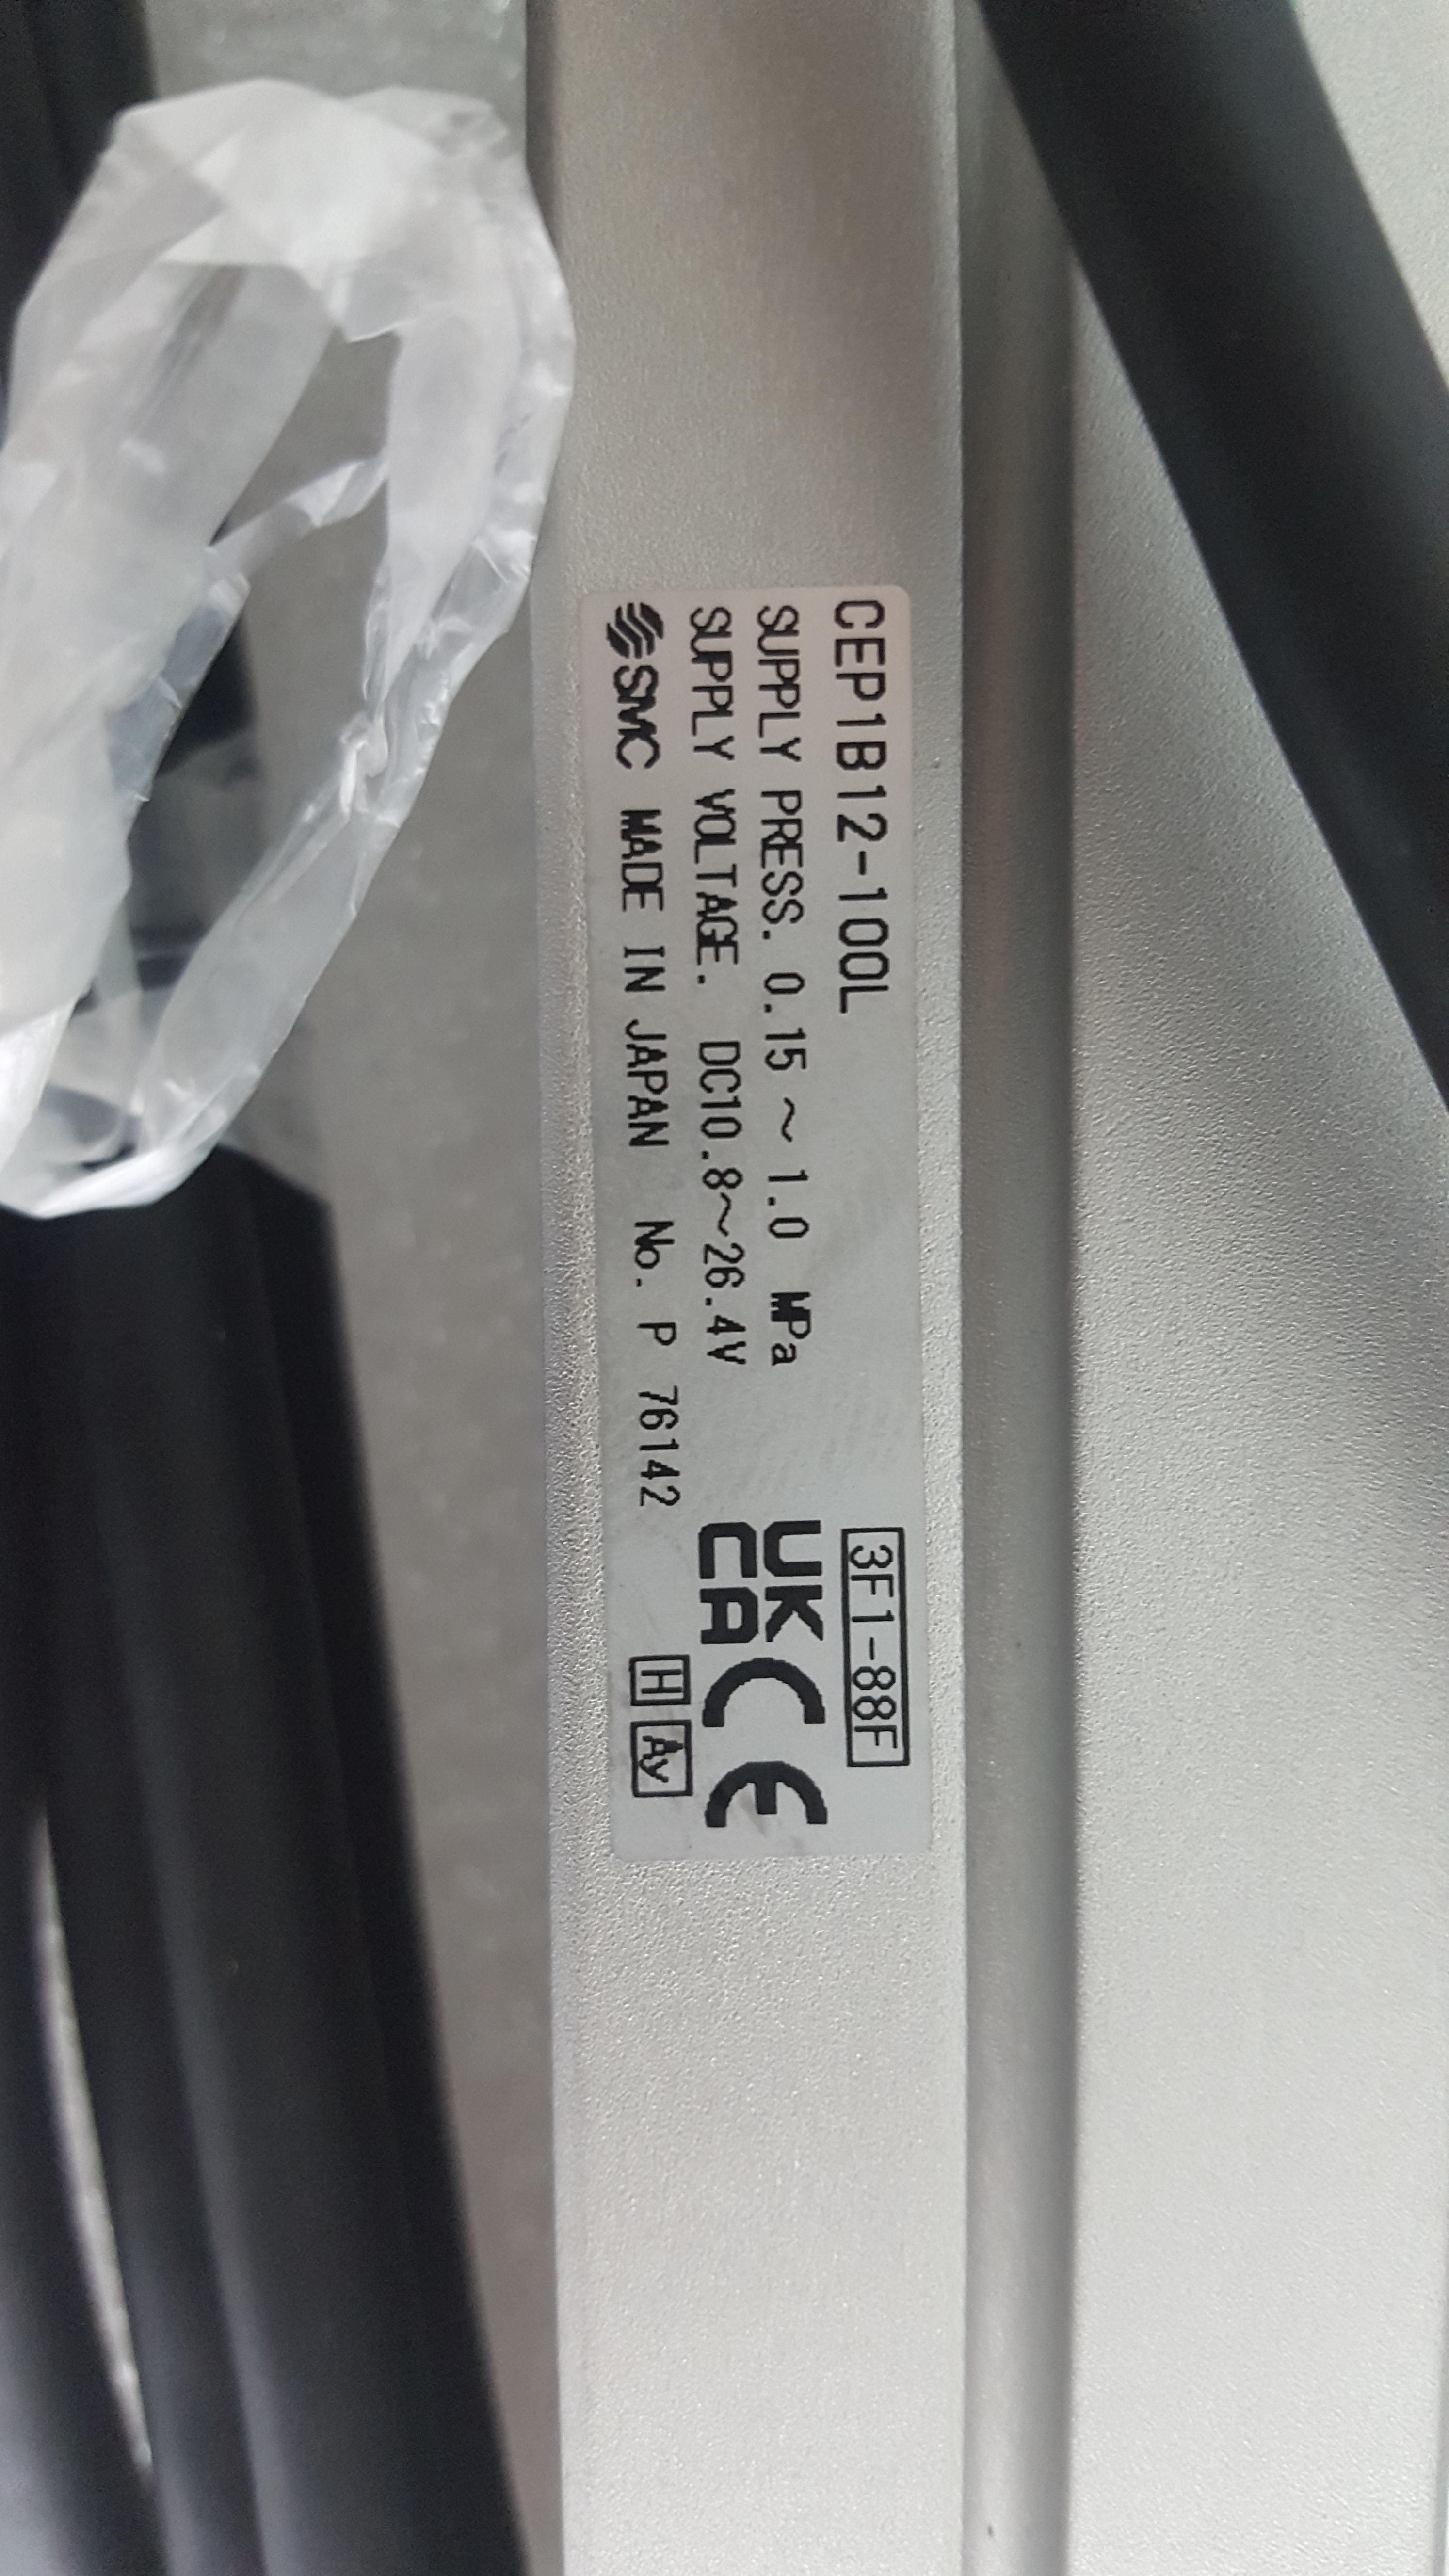 CEP1B12-100L 3F1-88F
SUPPLY PRESS. 0.15 ~ 1.0 MPa
SUPPLY VOLTAGE. DC10.8~26.4V UK CA CE
SMC MADE IN JAPAN No. P 76142 H Ay